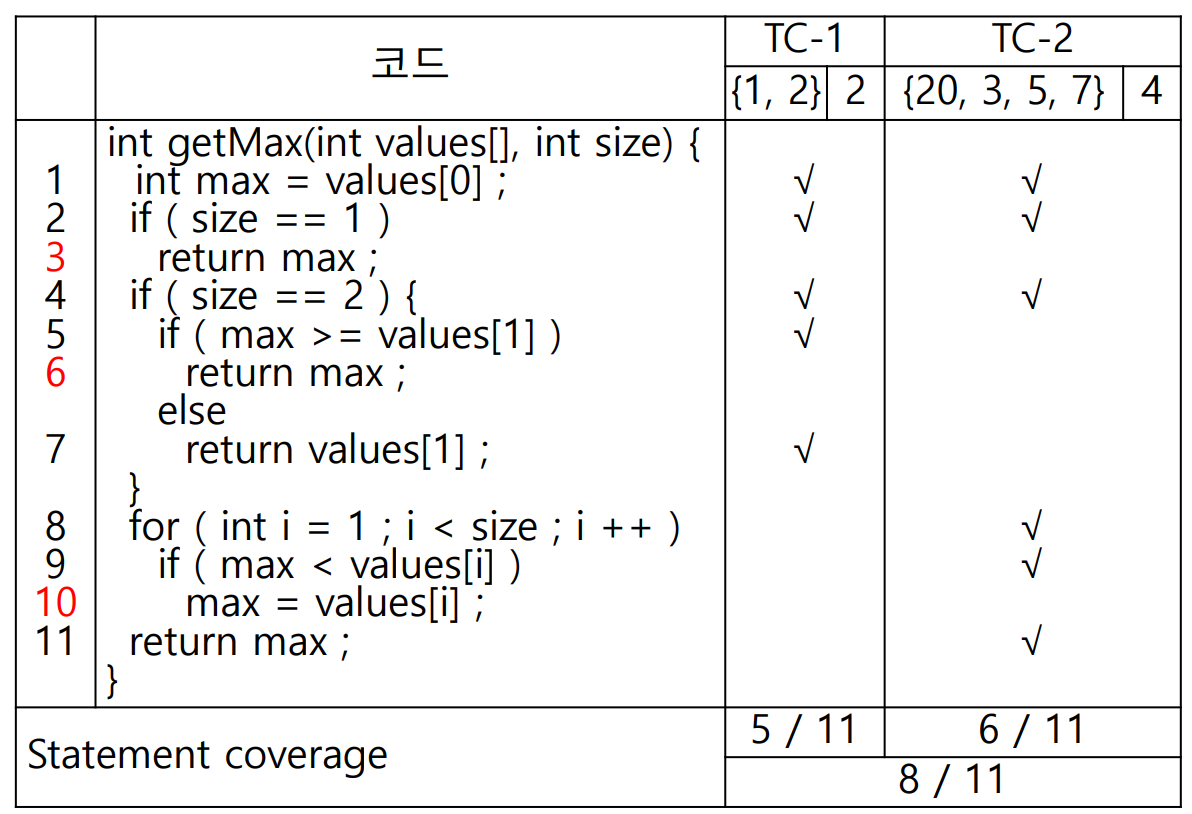 코드 TC-1 TC-2
{1, 2} 2 {20, 3, 5, 7} 4
int getMax(int values[], int size) {
1 int max = values[0] ; √ √
2 if ( size == 1 ) √ √
3 return max ;
4 if ( size == 2 ) { √ √
5 if ( max >= values[1] ) √
6 return max ;
else
7 return values[1] ; √
}
8 for ( int i = 1 ; i < size ; i ++ ) √
9 if ( max < values[i] ) √
10 max = values[i] ;
11 return max ; √
}
Statement coverage 5 / 11 6 / 11
8 / 11